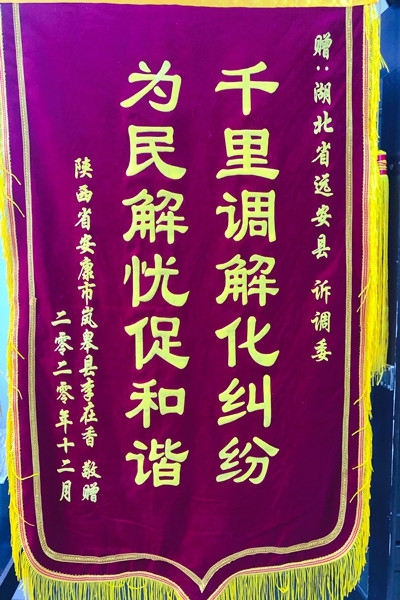 赠:湖北省远安县 诉调委
千里调解化纠纷
为民解忧促和谐
陕西省安康市岚皋县李在香 敬赠
二零二零年十二月